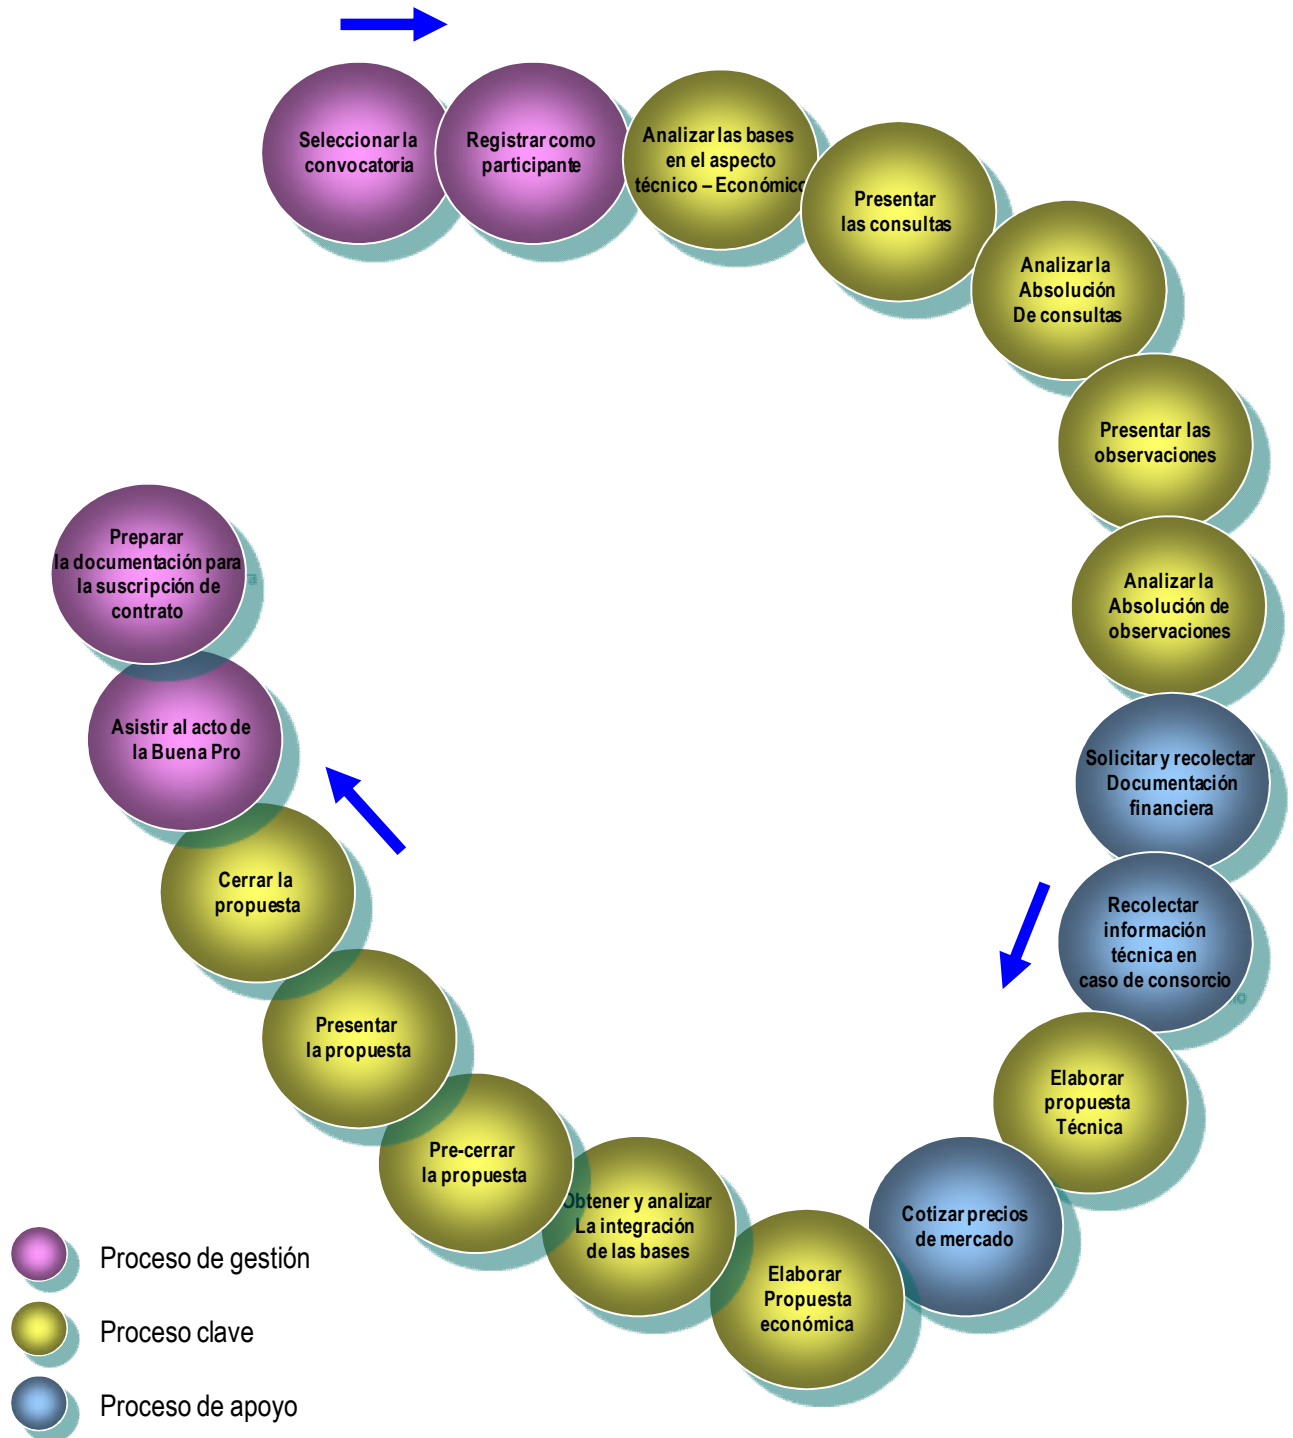 Seleccionar la
convocatoria
Registrar como
participante
Analizar las bases
en el aspecto
técnico – Económico
Presentar
las consultas
Analizar la
Absolución
De consultas
Presentar las
observaciones
Analizar la
Absolución de
observaciones
Solicitar y recolectar
Documentación
financiera
Recolectar
información
técnica en
caso de consorcio
Elaborar
propuesta
Técnica
Cotizar precios
de mercado
Elaborar
Propuesta
económica
Obtener y analizar
La integración
de las bases
Pre-cerrar
la propuesta
Presentar
la propuesta
Cerrar la
propuesta
Asistir al acto de
la Buena Pro
Preparar
la documentación para
la suscripción de
contrato
Proceso de gestión
Proceso clave
Proceso de apoyo